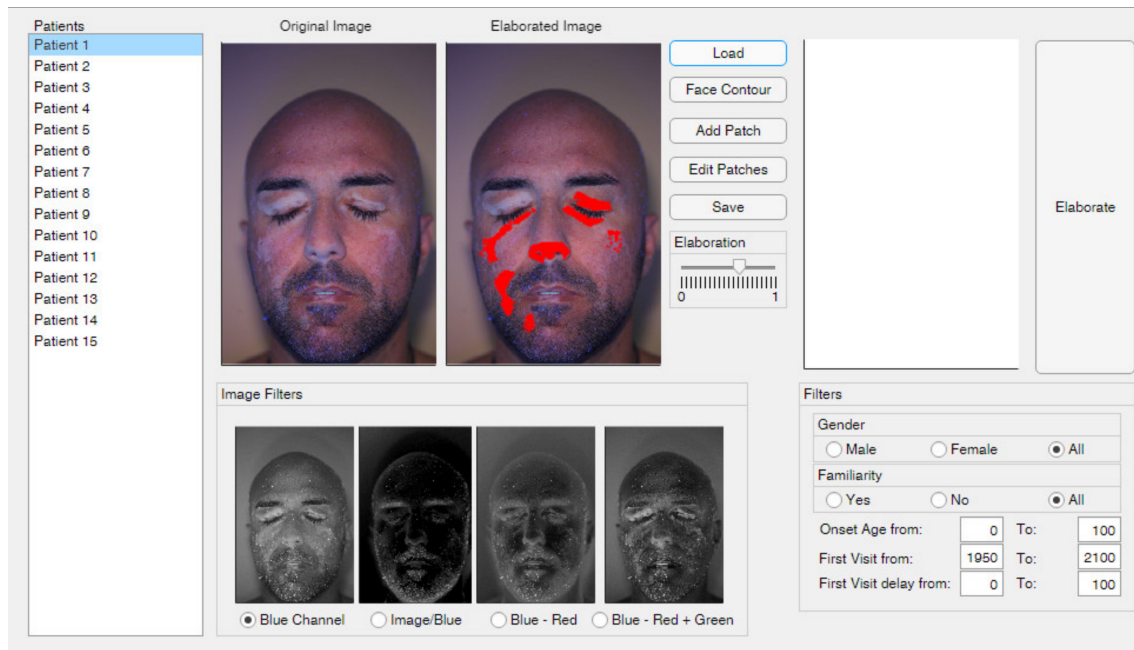 Patients
Patient 1
Patient 2
Patient 3
Patient 4
Patient 5
Patient 6
Patient 7
Patient 8
Patient 9
Patient 10
Patient 11
Patient 12
Patient 13
Patient 14
Patient 15
Original Image
Elaborated Image
Load
Face Contour
Add Patch
Edit Patches
Save
Elaboration
0 1
Elaborate
Image Filters
Blue Channel Image/Blue Blue - Red Blue - Red + Green
Filters
Gender
Male Female All
Familiarity
Yes No All
Onset Age from: 0 To: 100
First Visit from: 1950 To: 2100
First Visit delay from: 0 To: 100